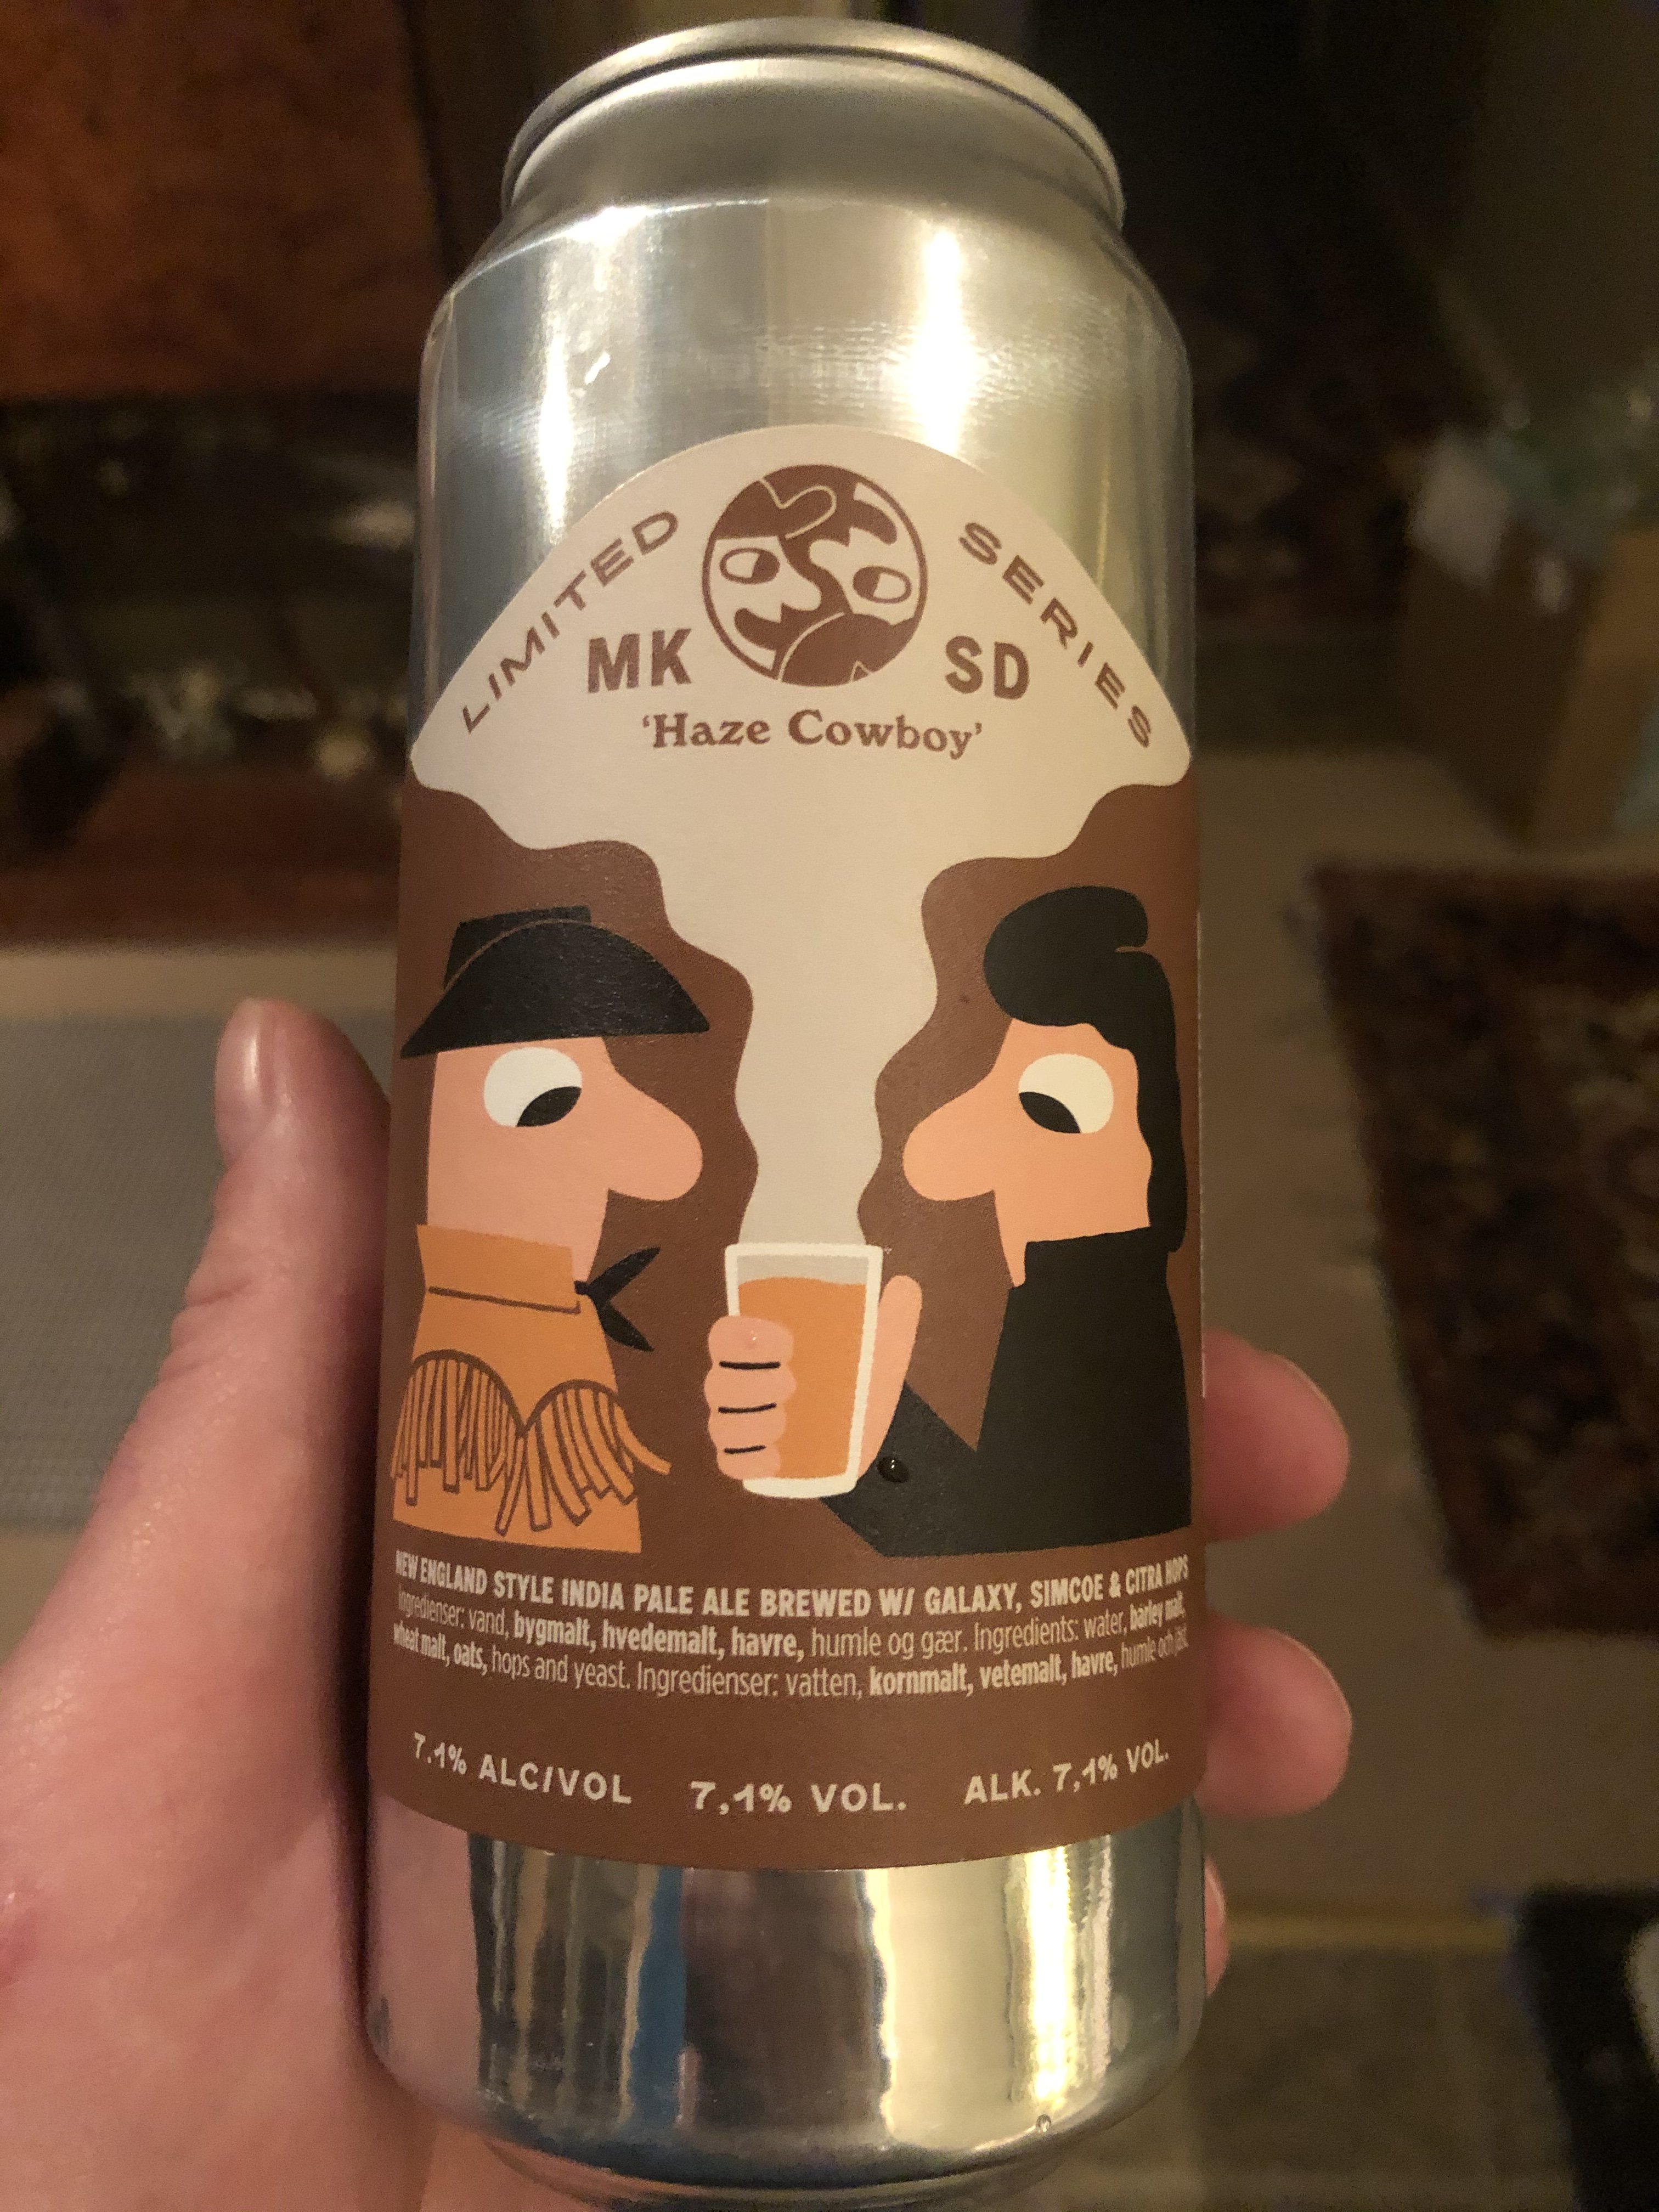 LIMITED SERIES
MK SD
'Haze Cowboy'
NEW ENGLAND STYLE INDIA PALE ALE BREWED W/ GALAXY, SIMCOE & CITRA HOPS
Ingredienser: vand, bygmalt, hvedemalt, havre, humle og gær. Ingredients: water, barley malt,
wheat malt, oats, hops and yeast. Ingredienser: vatten, kornmalt, vetemalt, havre, humle och jäst.
7.1% ALC/VOL 7,1% VOL. ALK. 7,1% VOL.